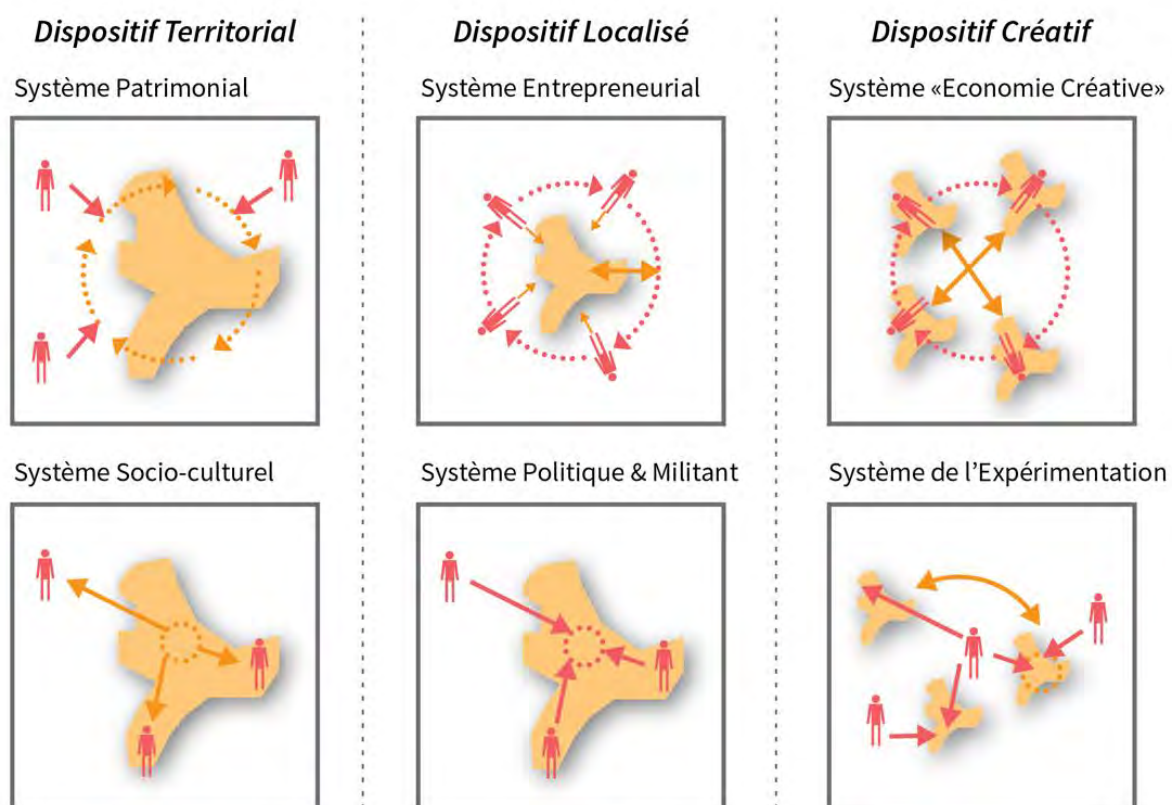 Dispositif Territorial
Dispositif Localisé
Dispositif Créatif
Système Patrimonial
Système Entrepreneurial
Système «Economie Créative»
Système Socio-culturel
Système Politique & Militant
Système de l'Expérimentation